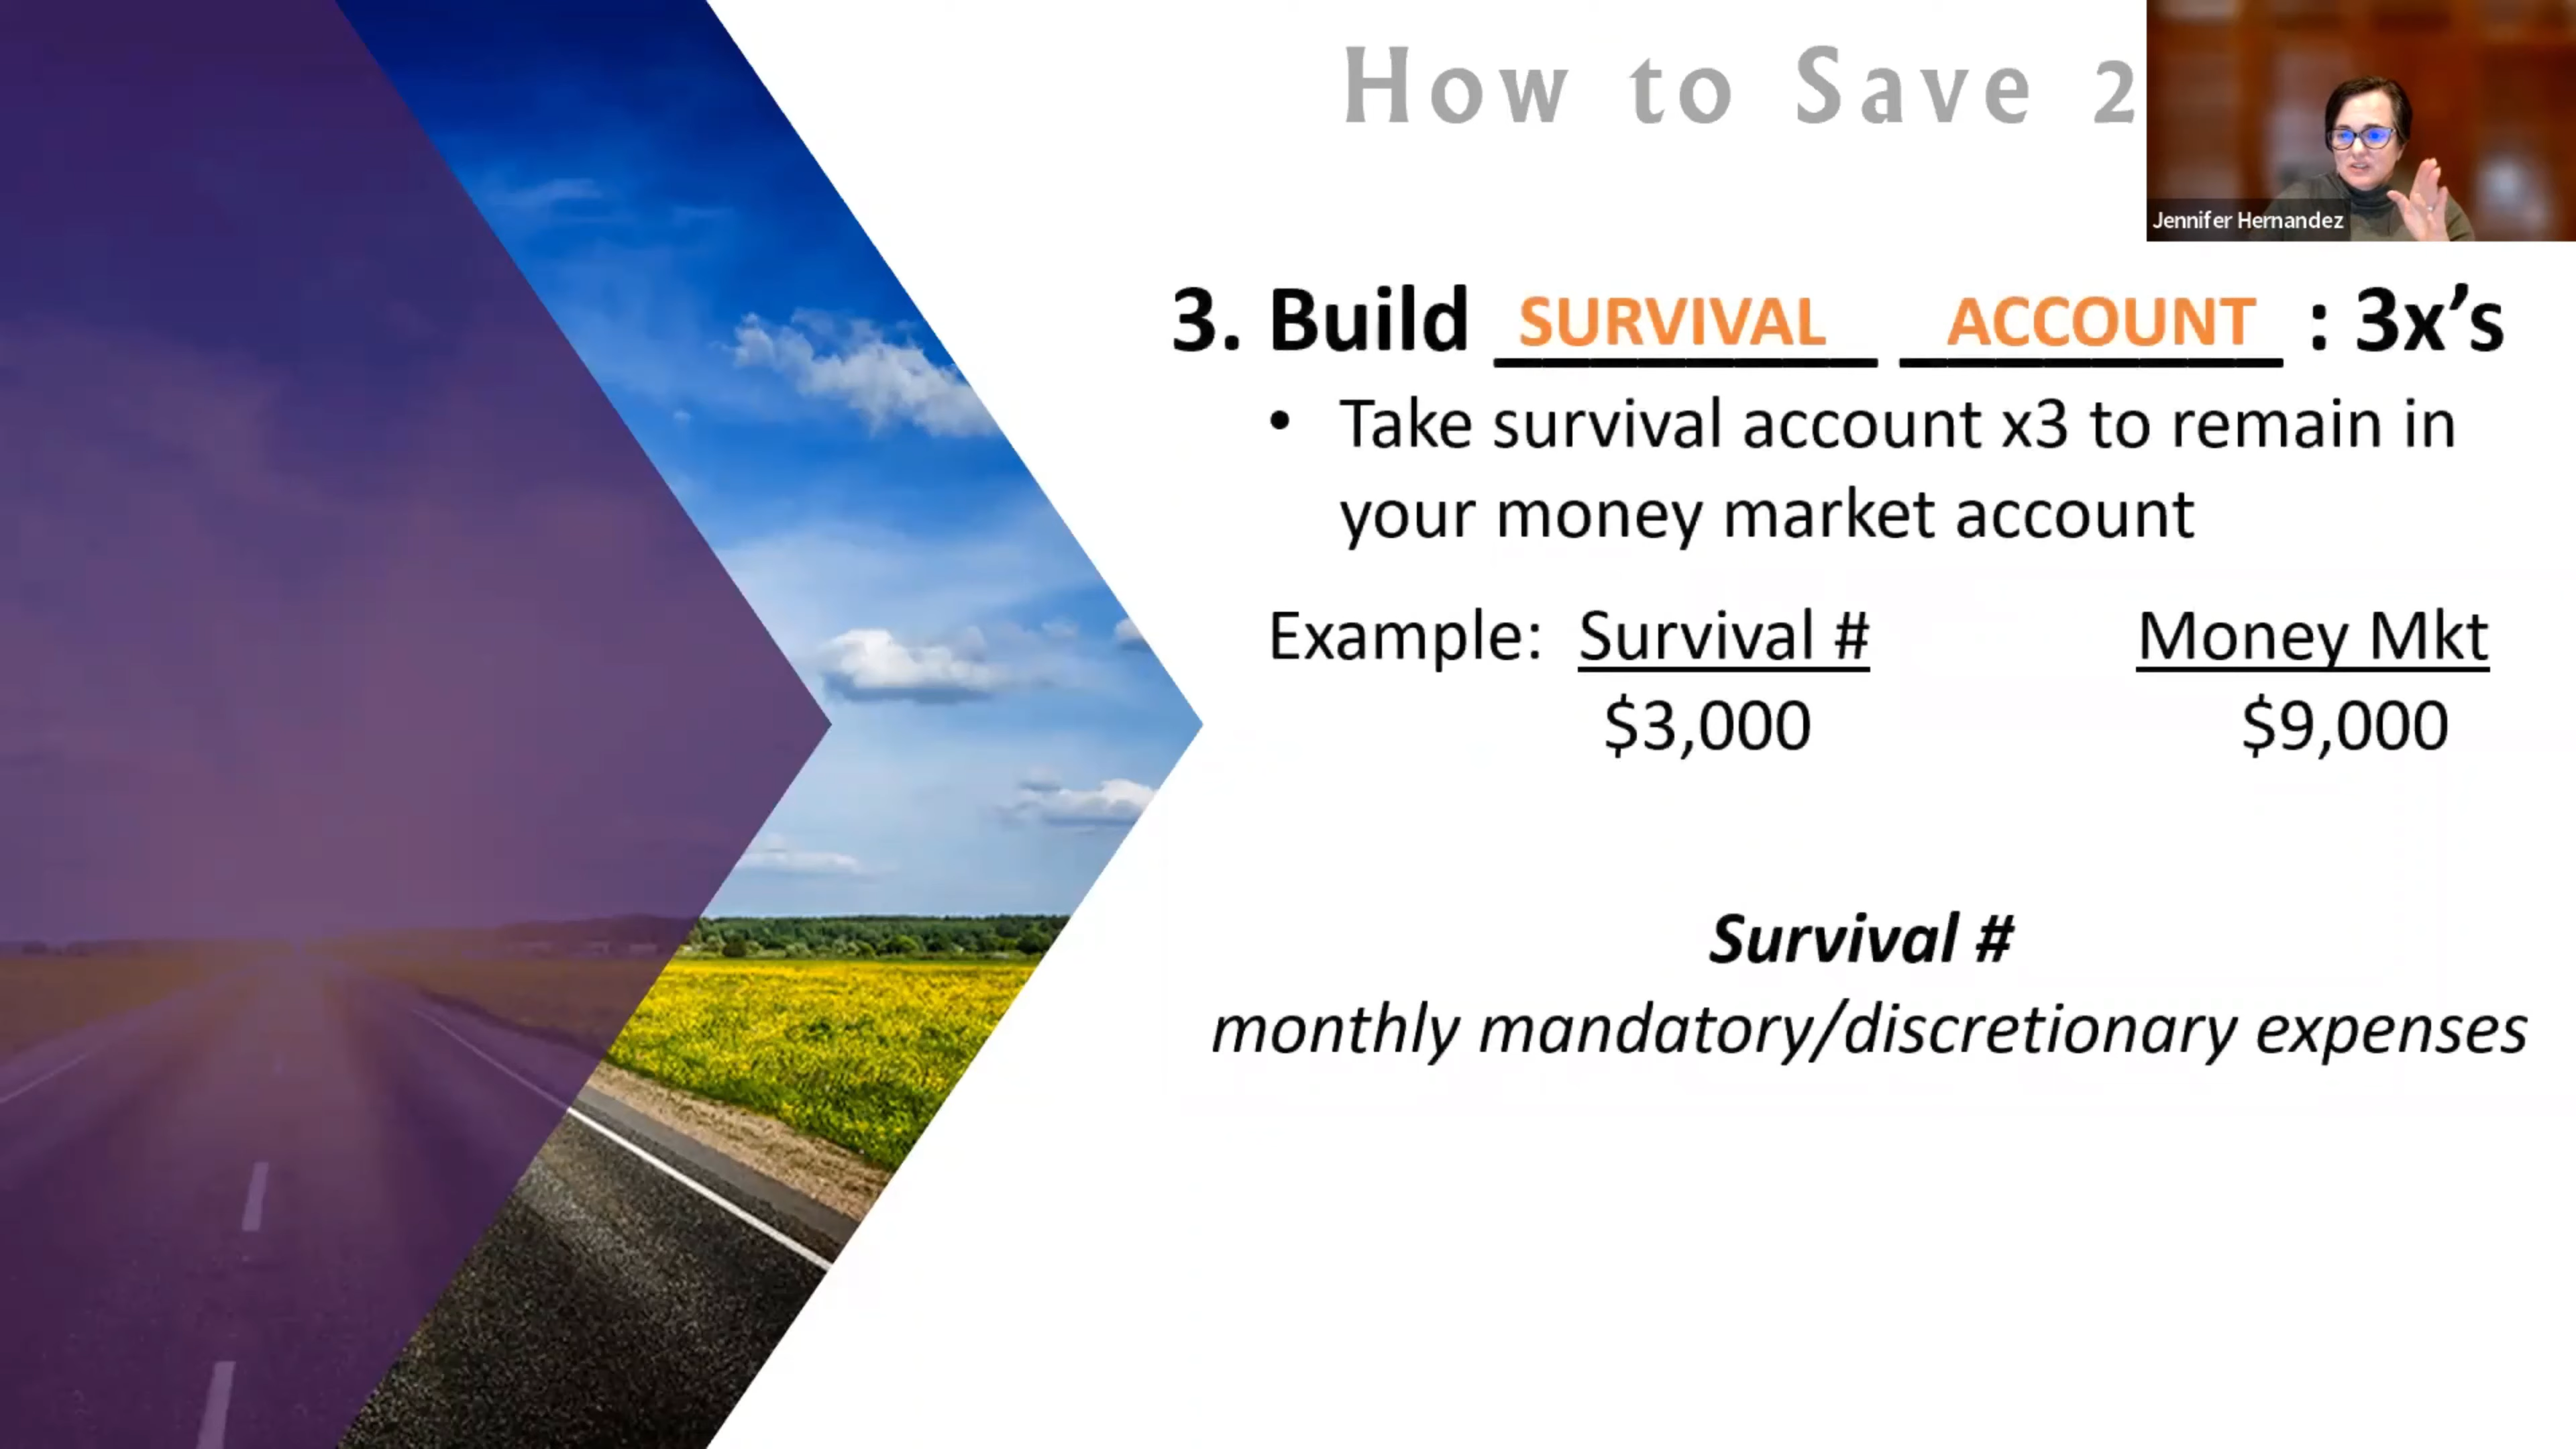 How to Save 2
Jennifer Hernandez
3. Build SURVIVAL ACCOUNT : 3x’s
• Take survival account x3 to remain in
your money market account
Example: Survival # Money Mkt
$3,000 $9,000
Survival #
monthly mandatory/discretionary expenses